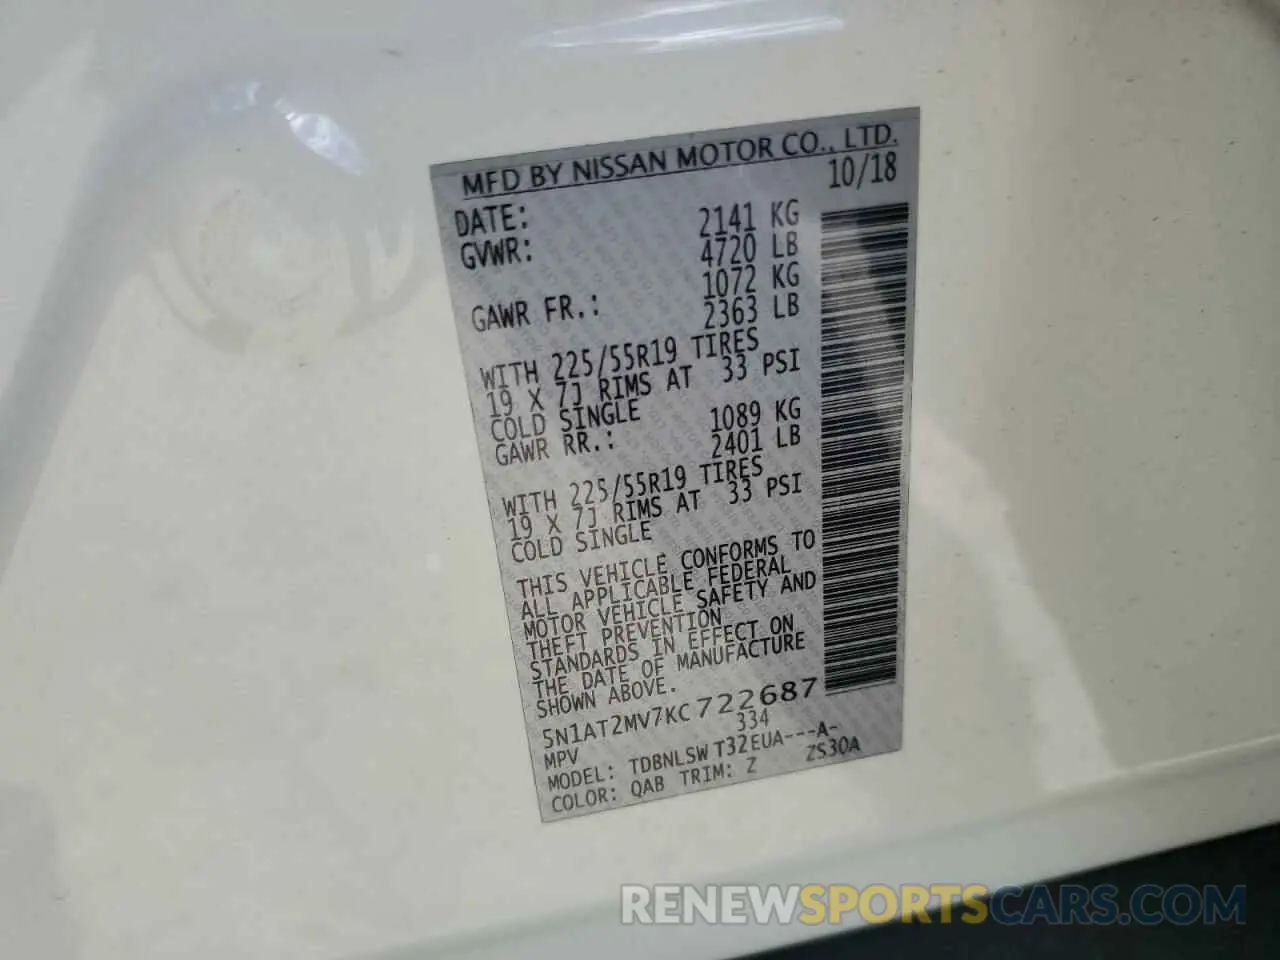 MFD BY NISSAN MOTOR CO., LTD.
DATE: 10/18
GVWR: 2141 KG
4720 LB
GAWR FR.: 1072 KG
2363 LB
WITH 225/55R19 TIRES
19 X 7J RIMS AT 33 PSI
COLD SINGLE
GAWR RR.: 1089 KG
2401 LB
WITH 225/55R19 TIRES
19 X 7J RIMS AT 33 PSI
COLD SINGLE
THIS VEHICLE CONFORMS TO
ALL APPLICABLE FEDERAL
MOTOR VEHICLE SAFETY AND
THEFT PREVENTION
STANDARDS IN EFFECT ON
THE DATE OF MANUFACTURE
SHOWN ABOVE.
5N1AT2MV7KC722687
MPV 334
MODEL: TDBNLSW T32EUA---A-
COLOR: QAB TRIM: Z ZS30A
RENEWSPORTSCARS.COM